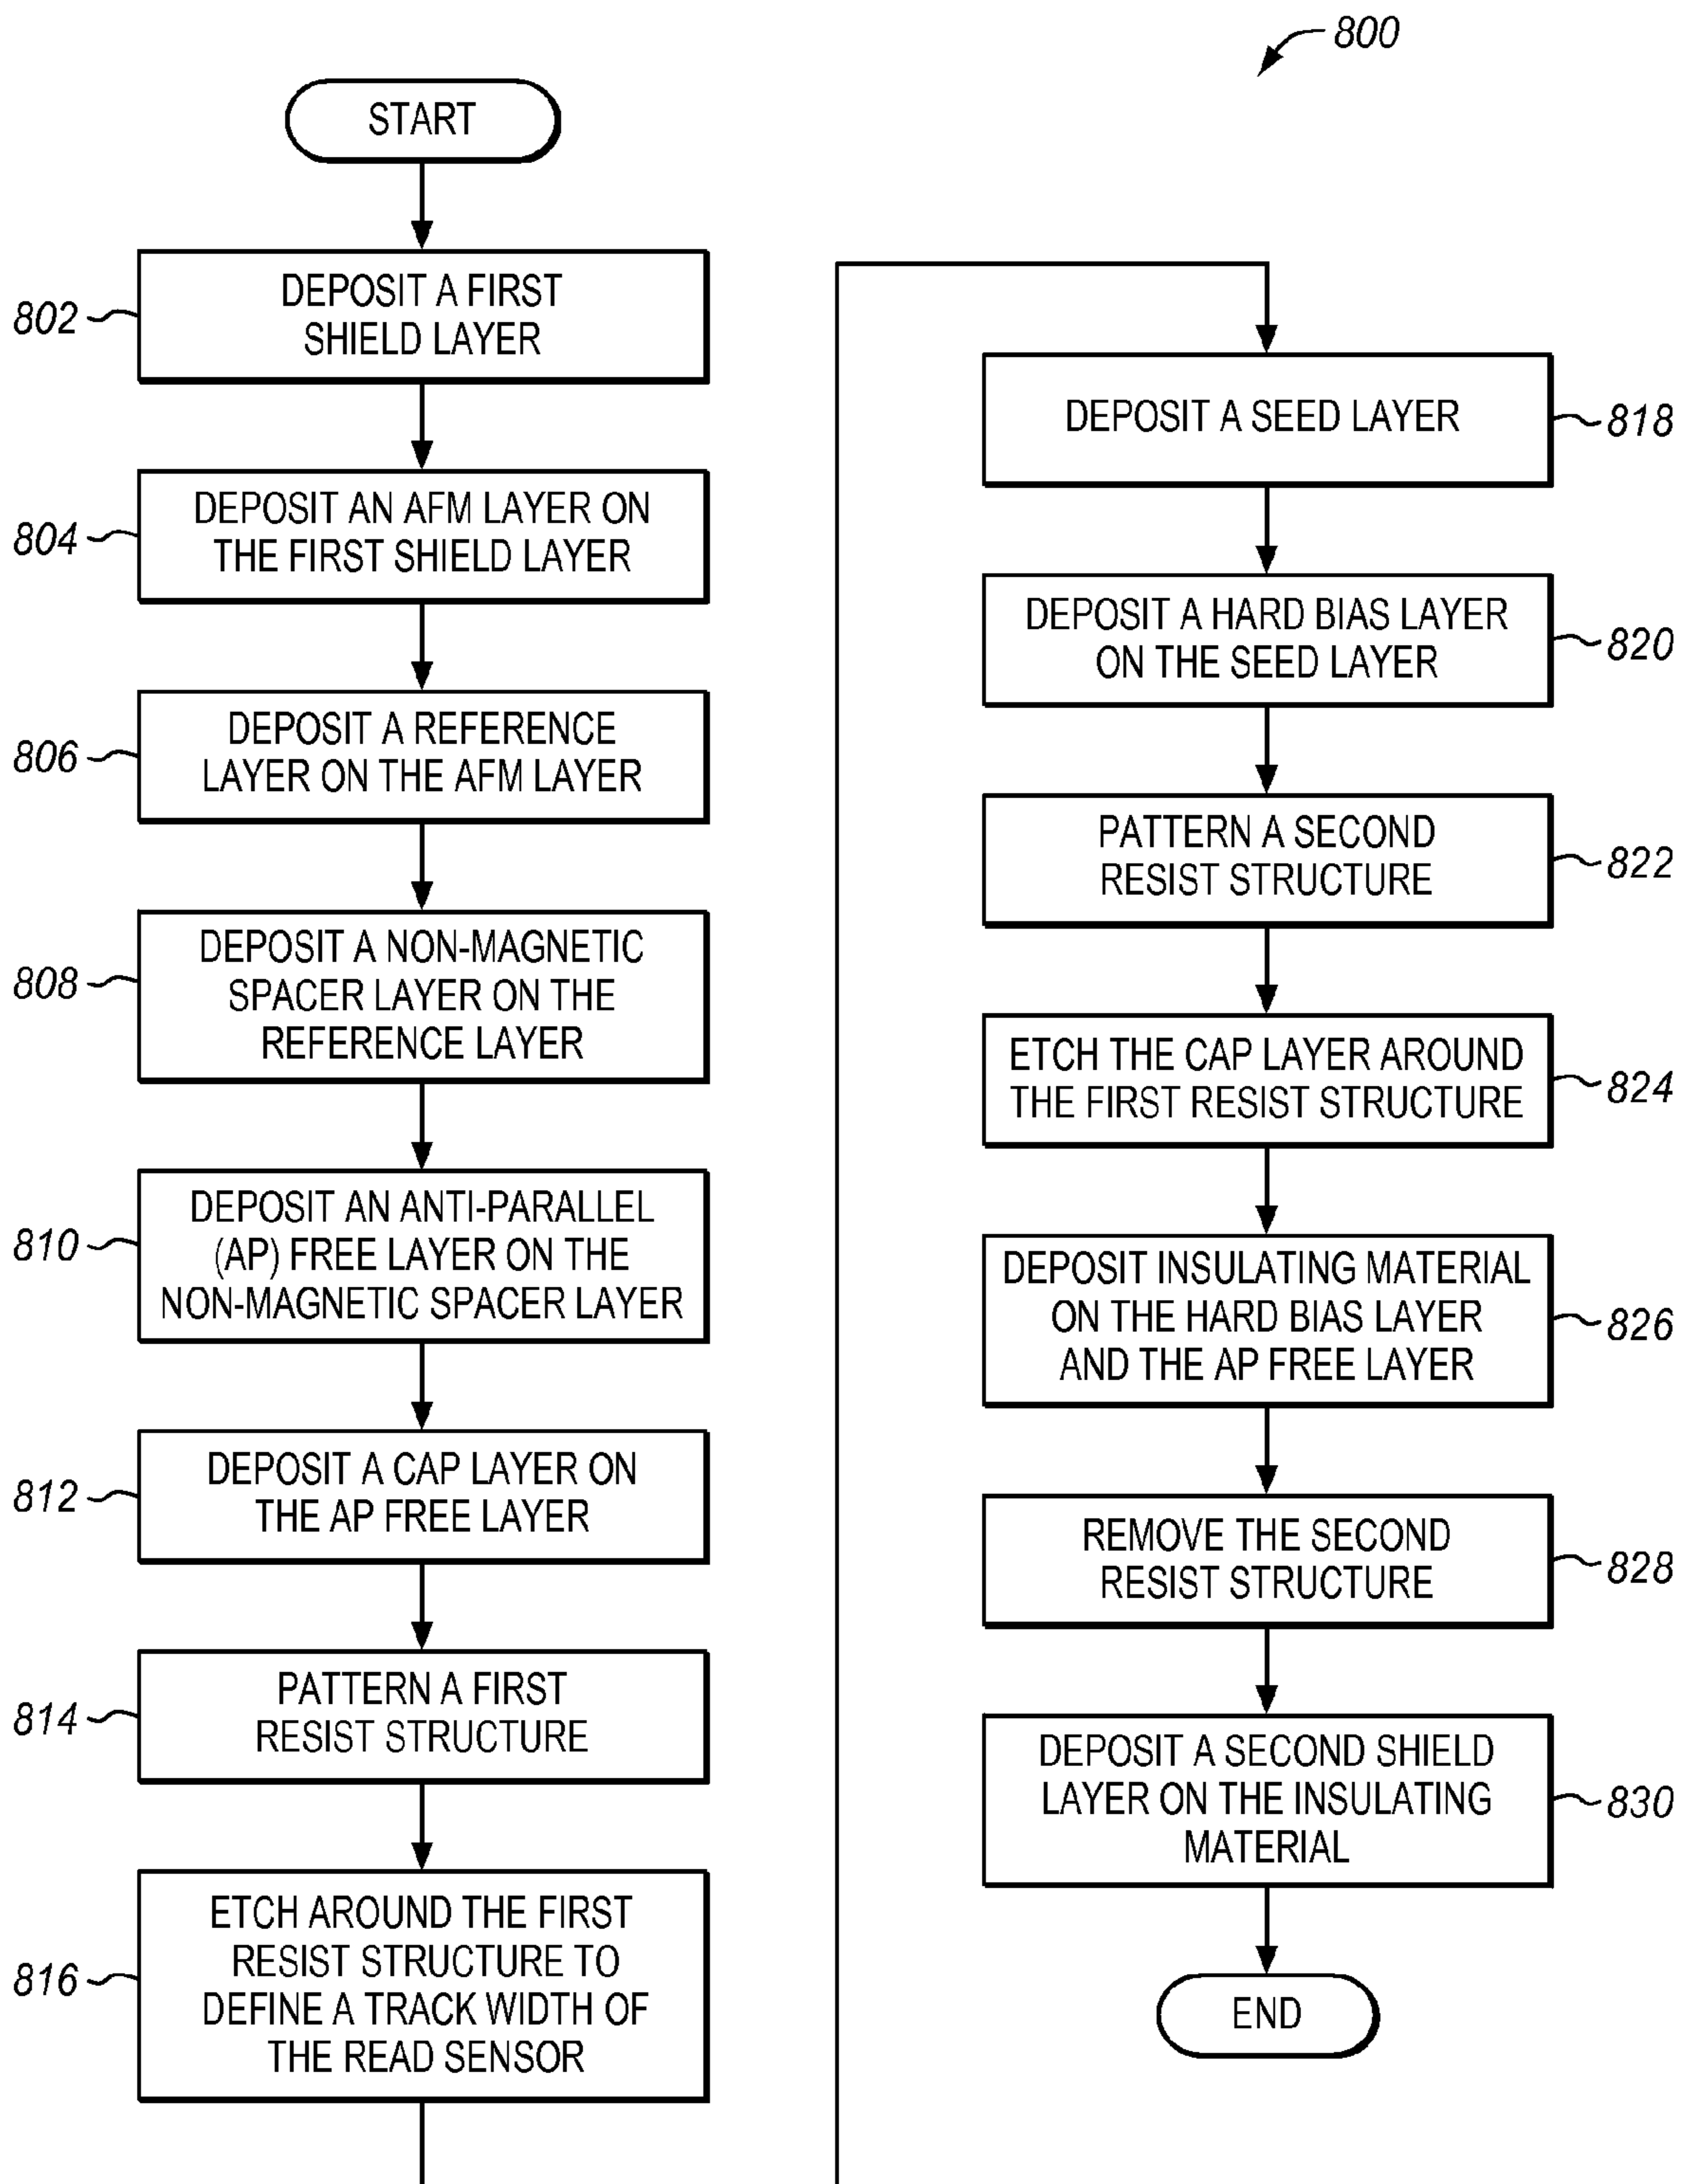 800
START
802
DEPOSIT A FIRST
SHIELD LAYER
804
DEPOSIT AN AFM LAYER ON
THE FIRST SHIELD LAYER
806
DEPOSIT A REFERENCE
LAYER ON THE AFM LAYER
808
DEPOSIT A NON-MAGNETIC
SPACER LAYER ON THE
REFERENCE LAYER
810
DEPOSIT AN ANTI-PARALLEL
(AP) FREE LAYER ON THE
NON-MAGNETIC SPACER LAYER
812
DEPOSIT A CAP LAYER ON
THE AP FREE LAYER
814
PATTERN A FIRST
RESIST STRUCTURE
816
ETCH AROUND THE FIRST
RESIST STRUCTURE TO
DEFINE A TRACK WIDTH OF
THE READ SENSOR
DEPOSIT A SEED LAYER
818
DEPOSIT A HARD BIAS LAYER
ON THE SEED LAYER
820
PATTERN A SECOND
RESIST STRUCTURE
822
ETCH THE CAP LAYER AROUND
THE FIRST RESIST STRUCTURE
824
DEPOSIT INSULATING MATERIAL
ON THE HARD BIAS LAYER
AND THE AP FREE LAYER
826
REMOVE THE SECOND
RESIST STRUCTURE
828
DEPOSIT A SECOND SHIELD
LAYER ON THE INSULATING
MATERIAL
830
END